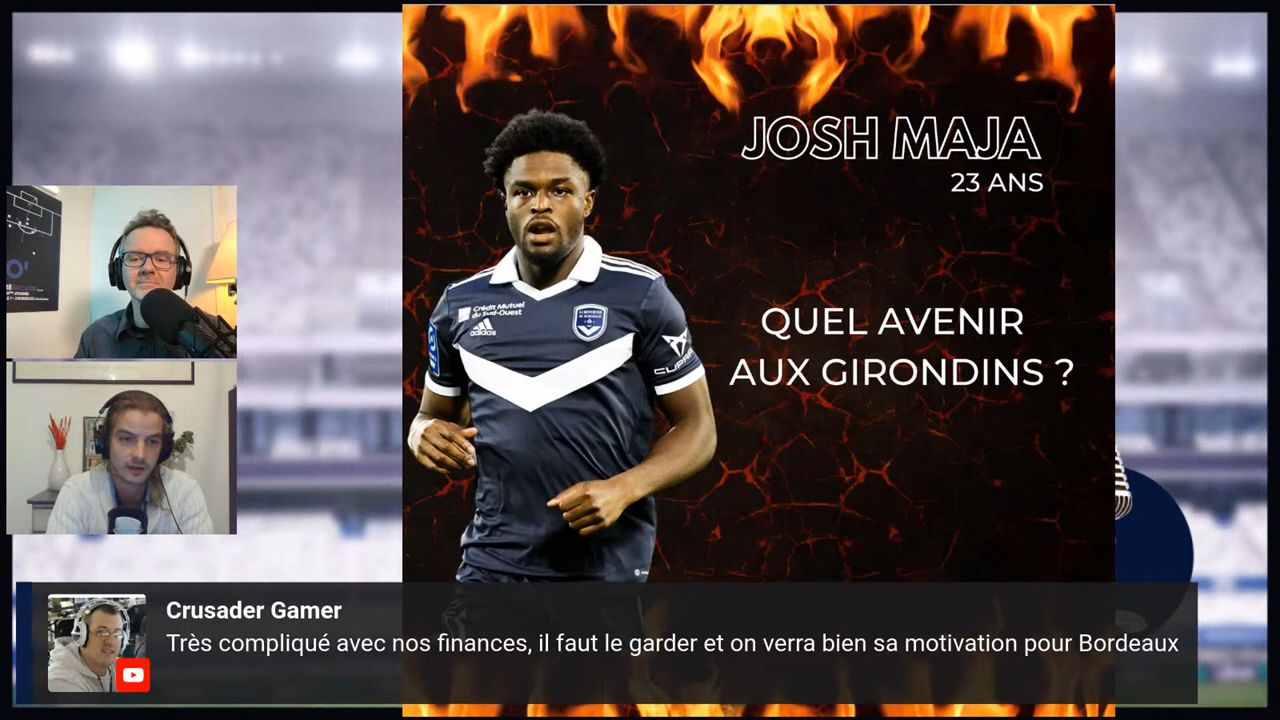 JOSH MAJA
23 ANS
QUEL AVENIR
AUX GIRONDINS ?
Crédit Mutuel
du Sud-Ouest
adidas
CUPRA
Crusader Gamer
Très compliqué avec nos finances, il faut le garder et on verra bien sa motivation pour Bordeaux